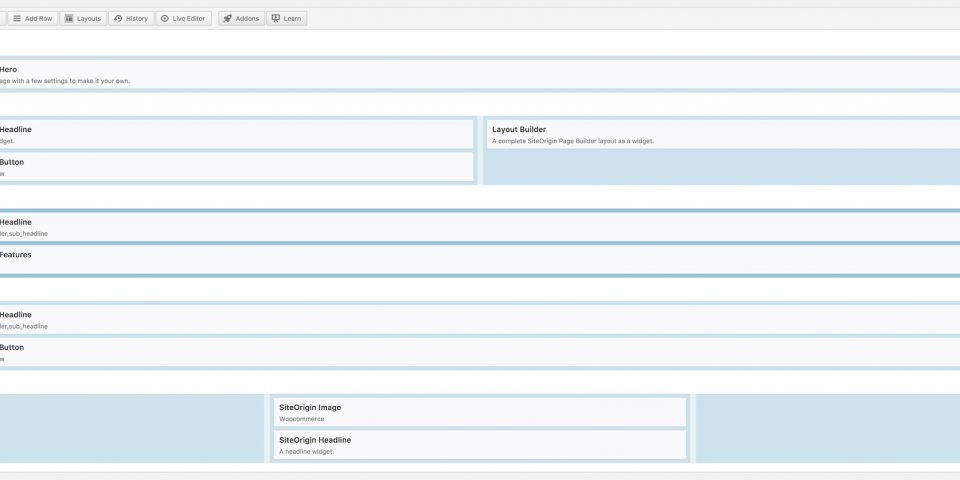 Add Row Layouts History Live Editor Addons Learn
Hero
age with a few settings to make it your own.
Headline
dget.
Button
w
Layout Builder
A complete SiteOrigin Page Builder layout as a widget.
Headline
ler,sub_headline
Features
Headline
ler,sub_headline
Button
w
SiteOrigin Image
Woocommerce
SiteOrigin Headline
A headline widget.